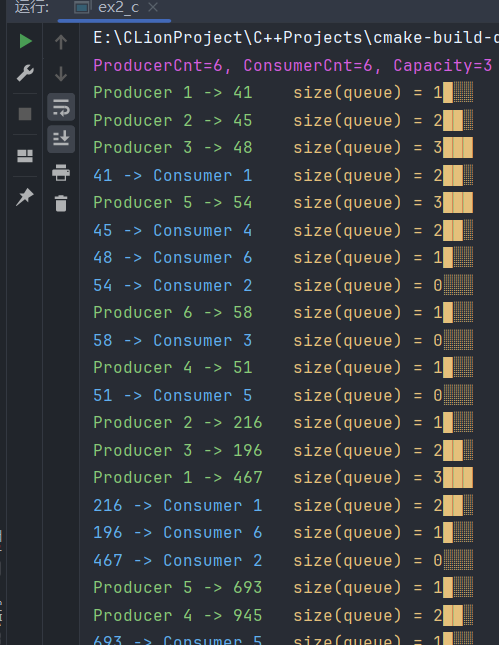 运行: ex2_c
E:\CLionProject\C++Projects\cmake-build-d
ProducerCnt=6, ConsumerCnt=6, Capacity=3
Producer 1 -> 41 size(queue) = 1█▒▒
Producer 2 -> 45 size(queue) = 2██▒
Producer 3 -> 48 size(queue) = 3███
41 -> Consumer 1 size(queue) = 2██▒
Producer 5 -> 54 size(queue) = 3███
45 -> Consumer 4 size(queue) = 2██▒
48 -> Consumer 6 size(queue) = 1█▒▒
54 -> Consumer 2 size(queue) = 0▒▒▒
Producer 6 -> 58 size(queue) = 1█▒▒
58 -> Consumer 3 size(queue) = 0▒▒▒
Producer 4 -> 51 size(queue) = 1█▒▒
51 -> Consumer 5 size(queue) = 0▒▒▒
Producer 2 -> 216 size(queue) = 1█▒▒
Producer 3 -> 196 size(queue) = 2██▒
Producer 1 -> 467 size(queue) = 3███
216 -> Consumer 1 size(queue) = 2██▒
196 -> Consumer 6 size(queue) = 1█▒▒
467 -> Consumer 2 size(queue) = 0▒▒▒
Producer 5 -> 693 size(queue) = 1█▒▒
Producer 4 -> 945 size(queue) = 2██▒
693 -> Consumer 5 size(queue) = 1█▒▒